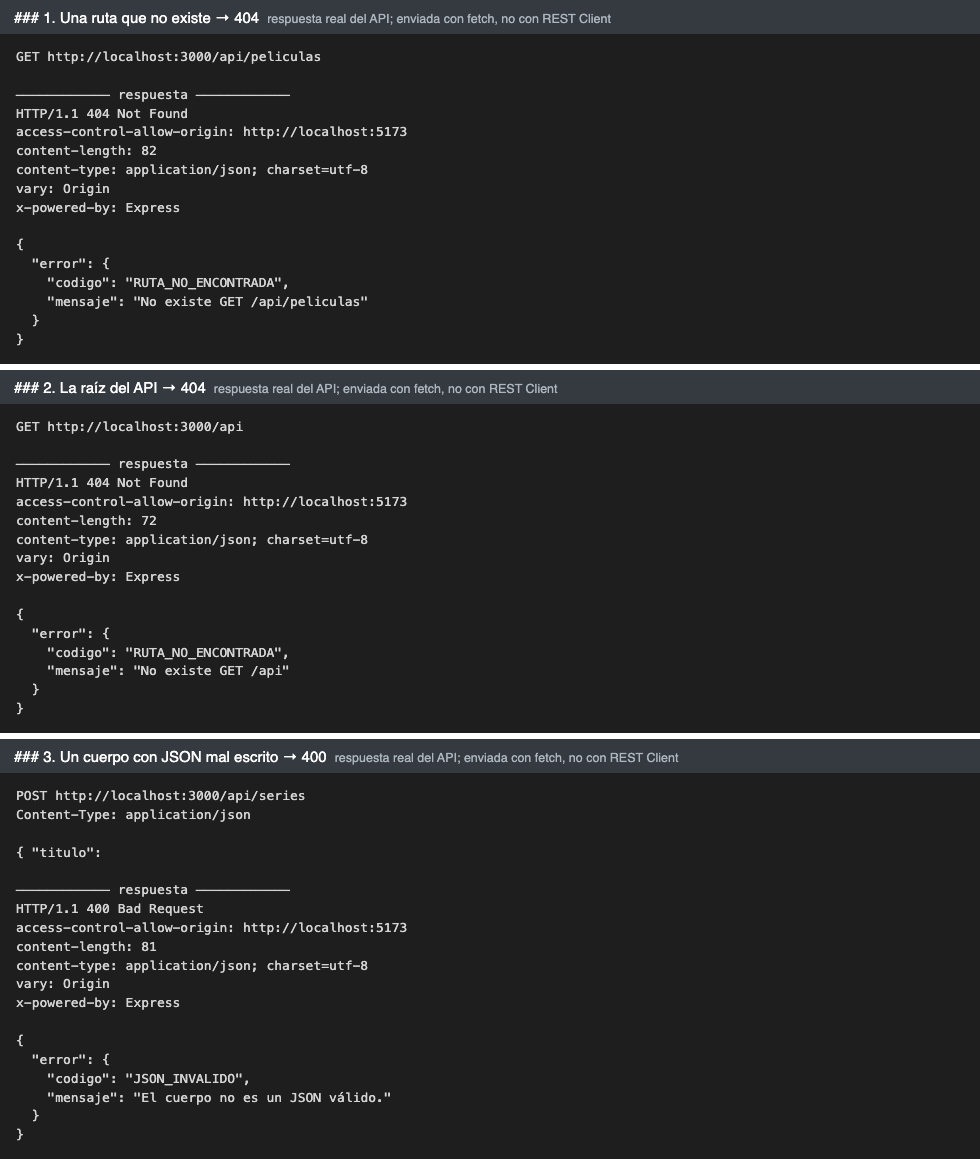 ### 1. Una ruta que no existe → 404 respuesta real del API; enviada con fetch, no con REST Client
GET http://localhost:3000/api/peliculas
———————————— respuesta ————————————
HTTP/1.1 404 Not Found
access-control-allow-origin: http://localhost:5173
content-length: 82
content-type: application/json; charset=utf-8
vary: Origin
x-powered-by: Express
{
  "error": {
    "codigo": "RUTA_NO_ENCONTRADA",
    "mensaje": "No existe GET /api/peliculas"
  }
}
### 2. La raíz del API → 404 respuesta real del API; enviada con fetch, no con REST Client
GET http://localhost:3000/api
———————————— respuesta ————————————
HTTP/1.1 404 Not Found
access-control-allow-origin: http://localhost:5173
content-length: 72
content-type: application/json; charset=utf-8
vary: Origin
x-powered-by: Express
{
  "error": {
    "codigo": "RUTA_NO_ENCONTRADA",
    "mensaje": "No existe GET /api"
  }
}
### 3. Un cuerpo con JSON mal escrito → 400 respuesta real del API; enviada con fetch, no con REST Client
POST http://localhost:3000/api/series
Content-Type: application/json
{ "titulo":
———————————— respuesta ————————————
HTTP/1.1 400 Bad Request
access-control-allow-origin: http://localhost:5173
content-length: 81
content-type: application/json; charset=utf-8
vary: Origin
x-powered-by: Express
{
  "error": {
    "codigo": "JSON_INVALIDO",
    "mensaje": "El cuerpo no es un JSON válido."
  }
}